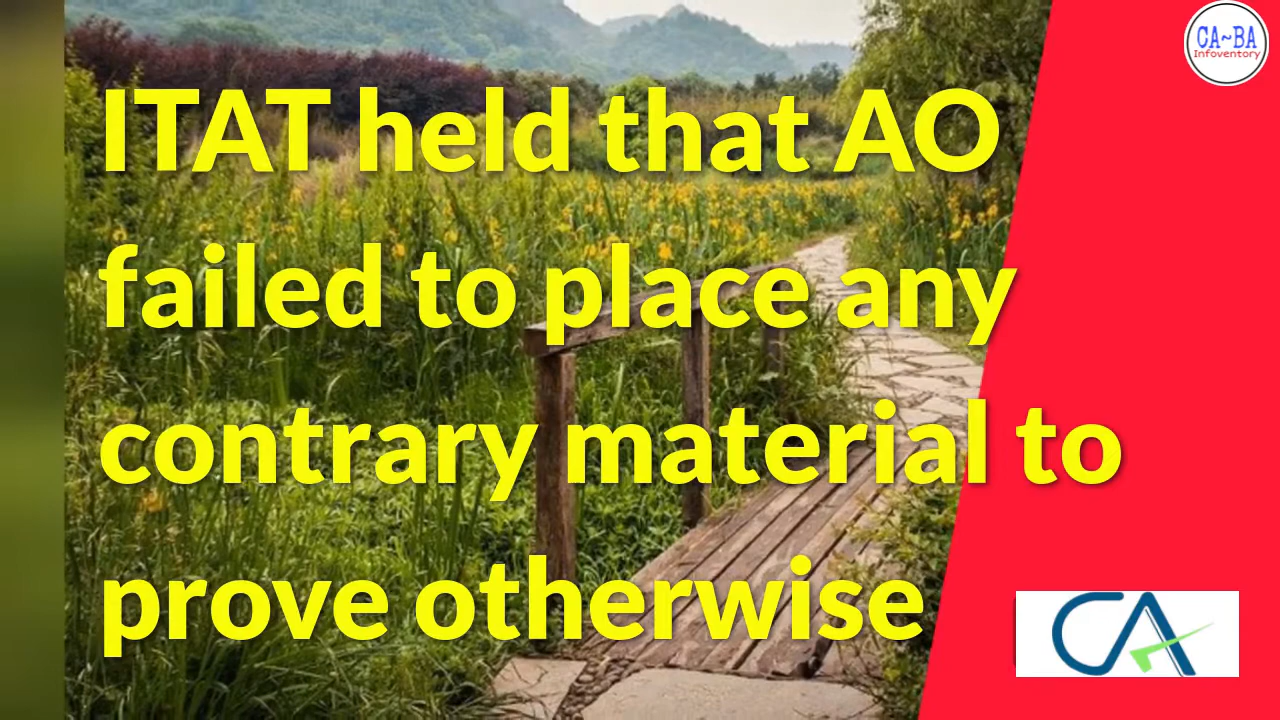 CA~BA
Infoventory
ITAT held that AO
failed to place any
contrary material to
prove otherwise
CA